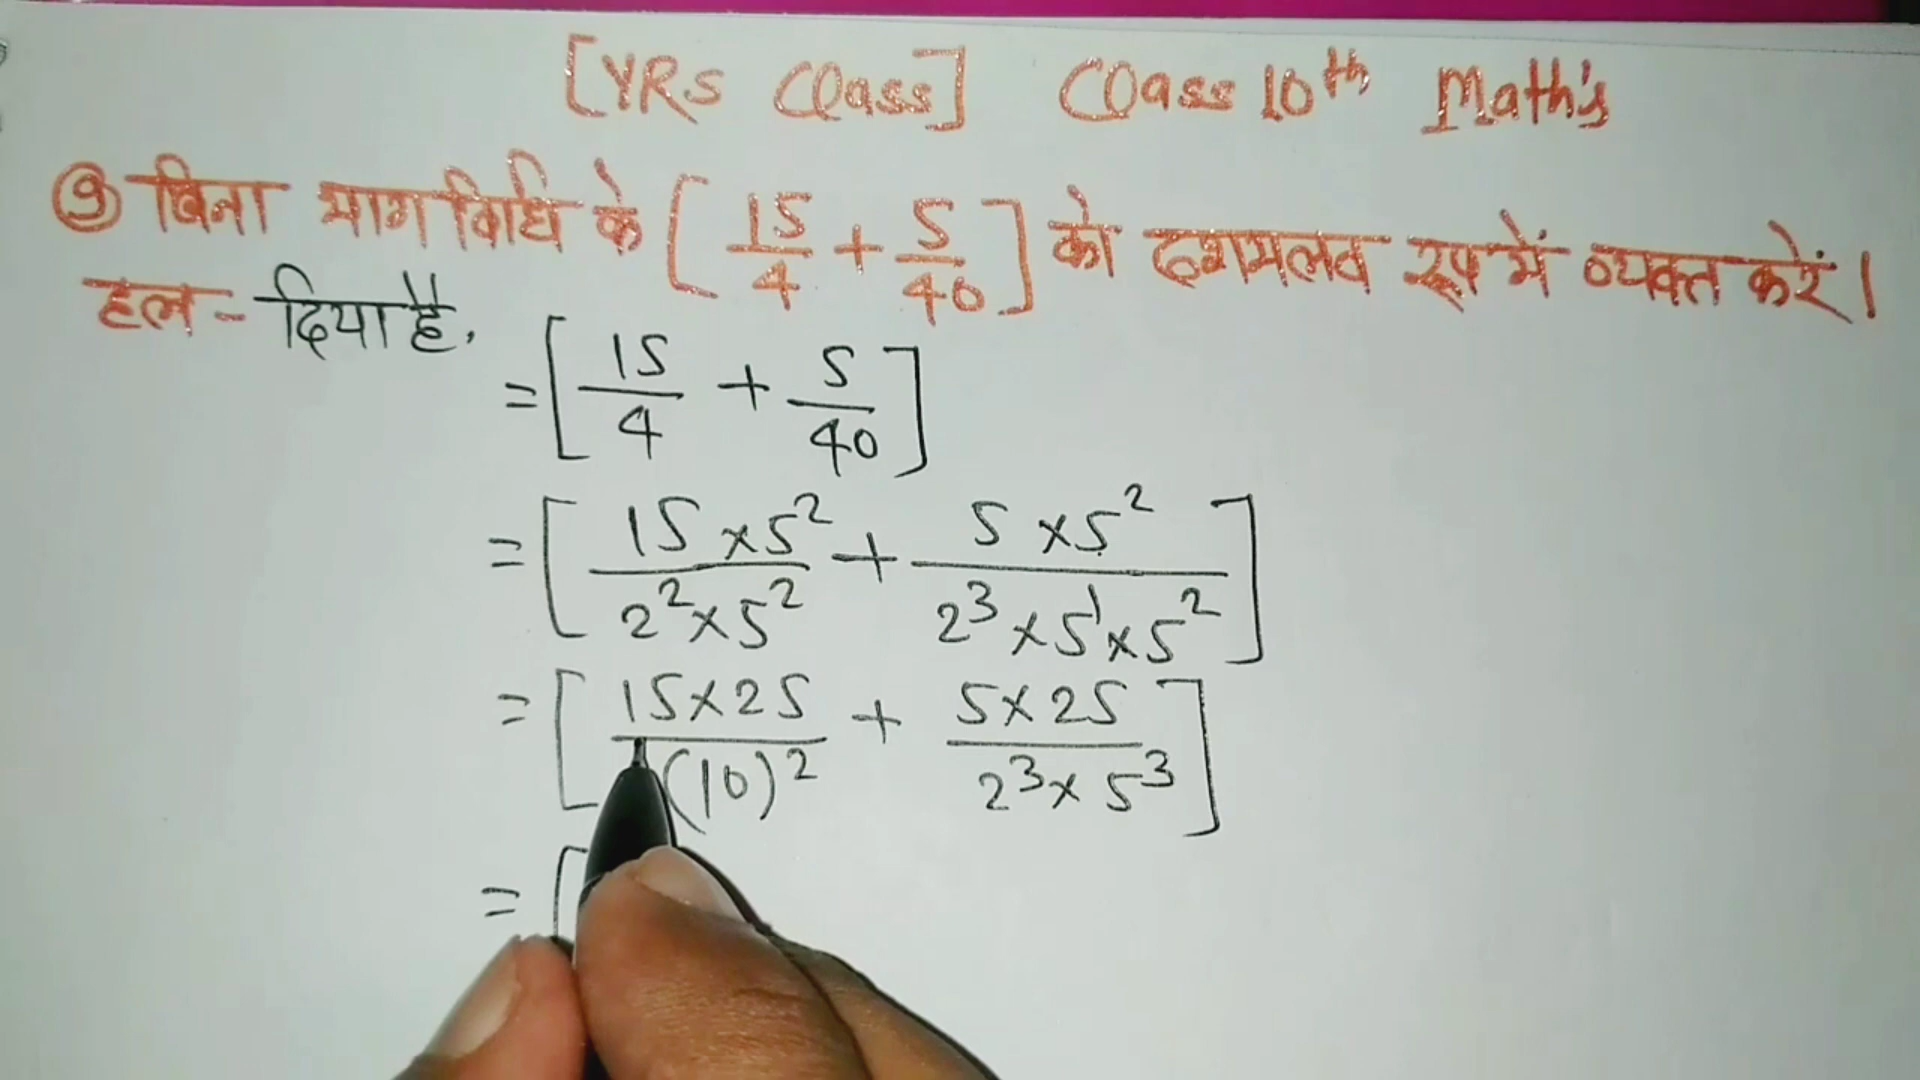 [YRS Class] Class 10th Math's
9 बिना भाग विधि के [15/4 + 5/40] को दशमलव रूप में व्यक्त करें।
हल - दिया है,
= [15/4 + 5/40]
= [15×5²/2²×5² + 5×5²/2³×5¹×5²]
= [15×25/(10)² + 5×25/2³×5³]
= [